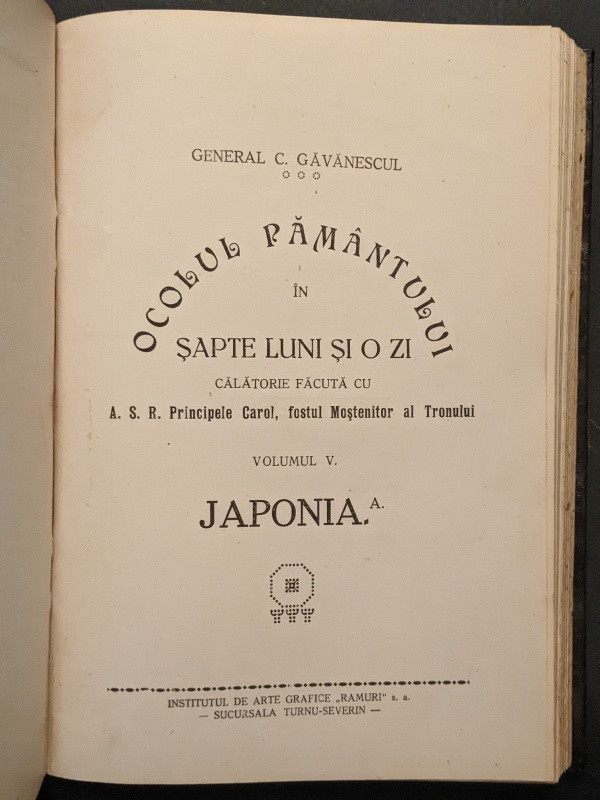 GENERAL C. GĂVĂNESCUL
OCOLUL PĂMÂNTULUI
ÎN
ŞAPTE LUNI ŞI O ZI
CĂLĂTORIE FĂCUTĂ CU
A. S. R. Principele Carol, fostul Moştenitor al Tronului
VOLUMUL V.
JAPONIA. A.
INSTITUTUL DE ARTE GRAFICE „RAMURI“ s. a.
— SUCURSALA TURNU-SEVERIN —